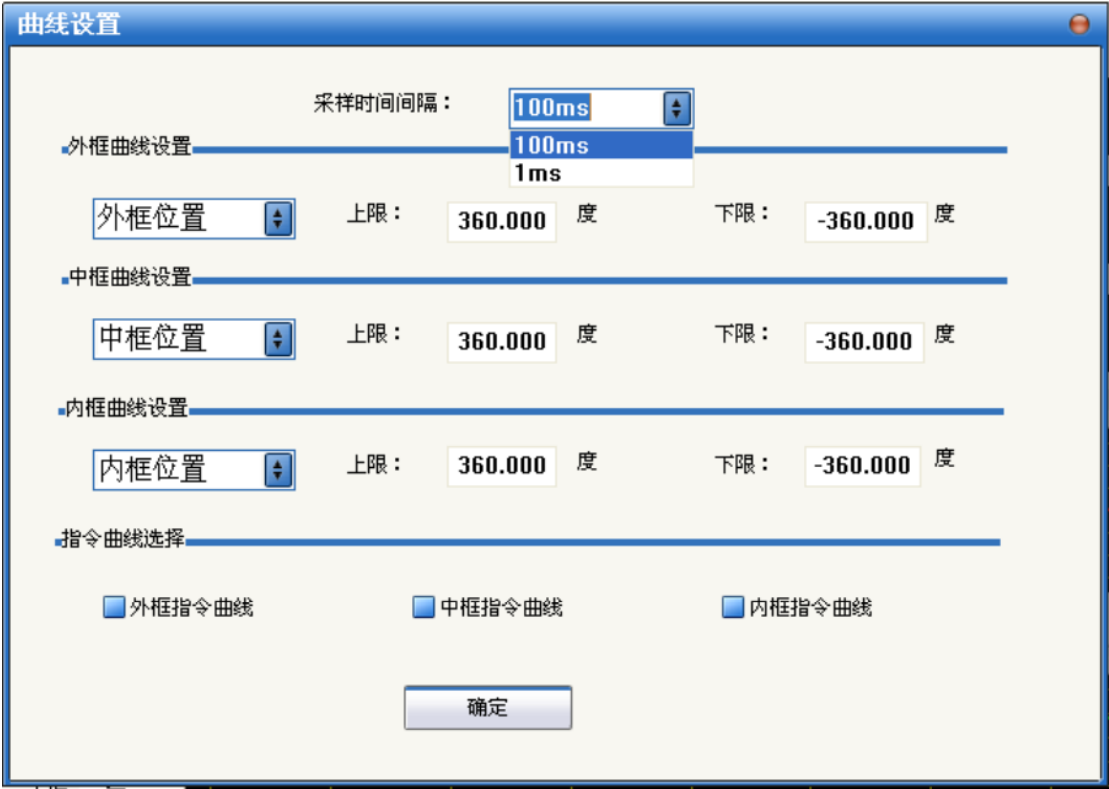 曲线设置
采样时间间隔： 100ms
外框曲线设置 100ms
1ms
外框位置 上限： 360.000 度 下限： -360.000 度
中框曲线设置
中框位置 上限： 360.000 度 下限： -360.000 度
内框曲线设置
内框位置 上限： 360.000 度 下限： -360.000 度
指令曲线选择
外框指令曲线 中框指令曲线 内框指令曲线
确定